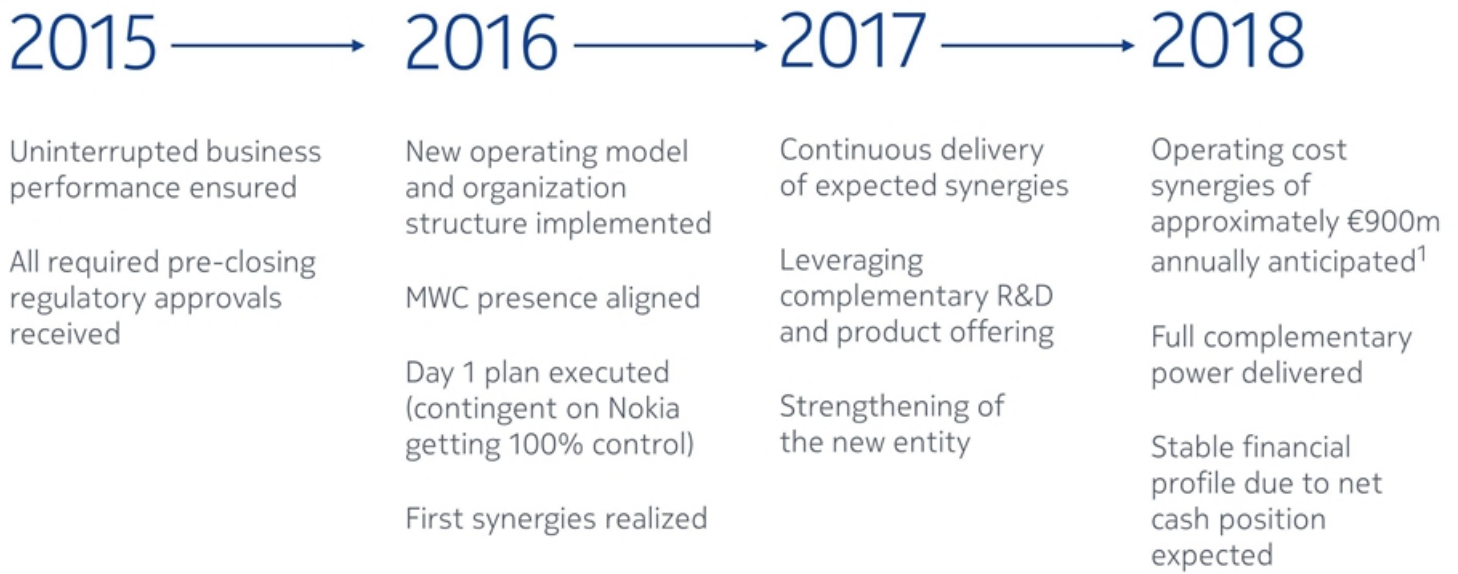 2015
2016
2017
2018
Uninterrupted business
performance ensured
All required pre-closing
regulatory approvals
received
New operating model
and organization
structure implemented
MWC presence aligned
Day 1 plan executed
(contingent on Nokia
getting 100% control)
First synergies realized
Continuous delivery
of expected synergies
Leveraging
complementary R&D
and product offering
Strengthening of
the new entity
Operating cost
synergies of
approximately €900m
annually anticipated¹
Full complementary
power delivered
Stable financial
profile due to net
cash position
expected